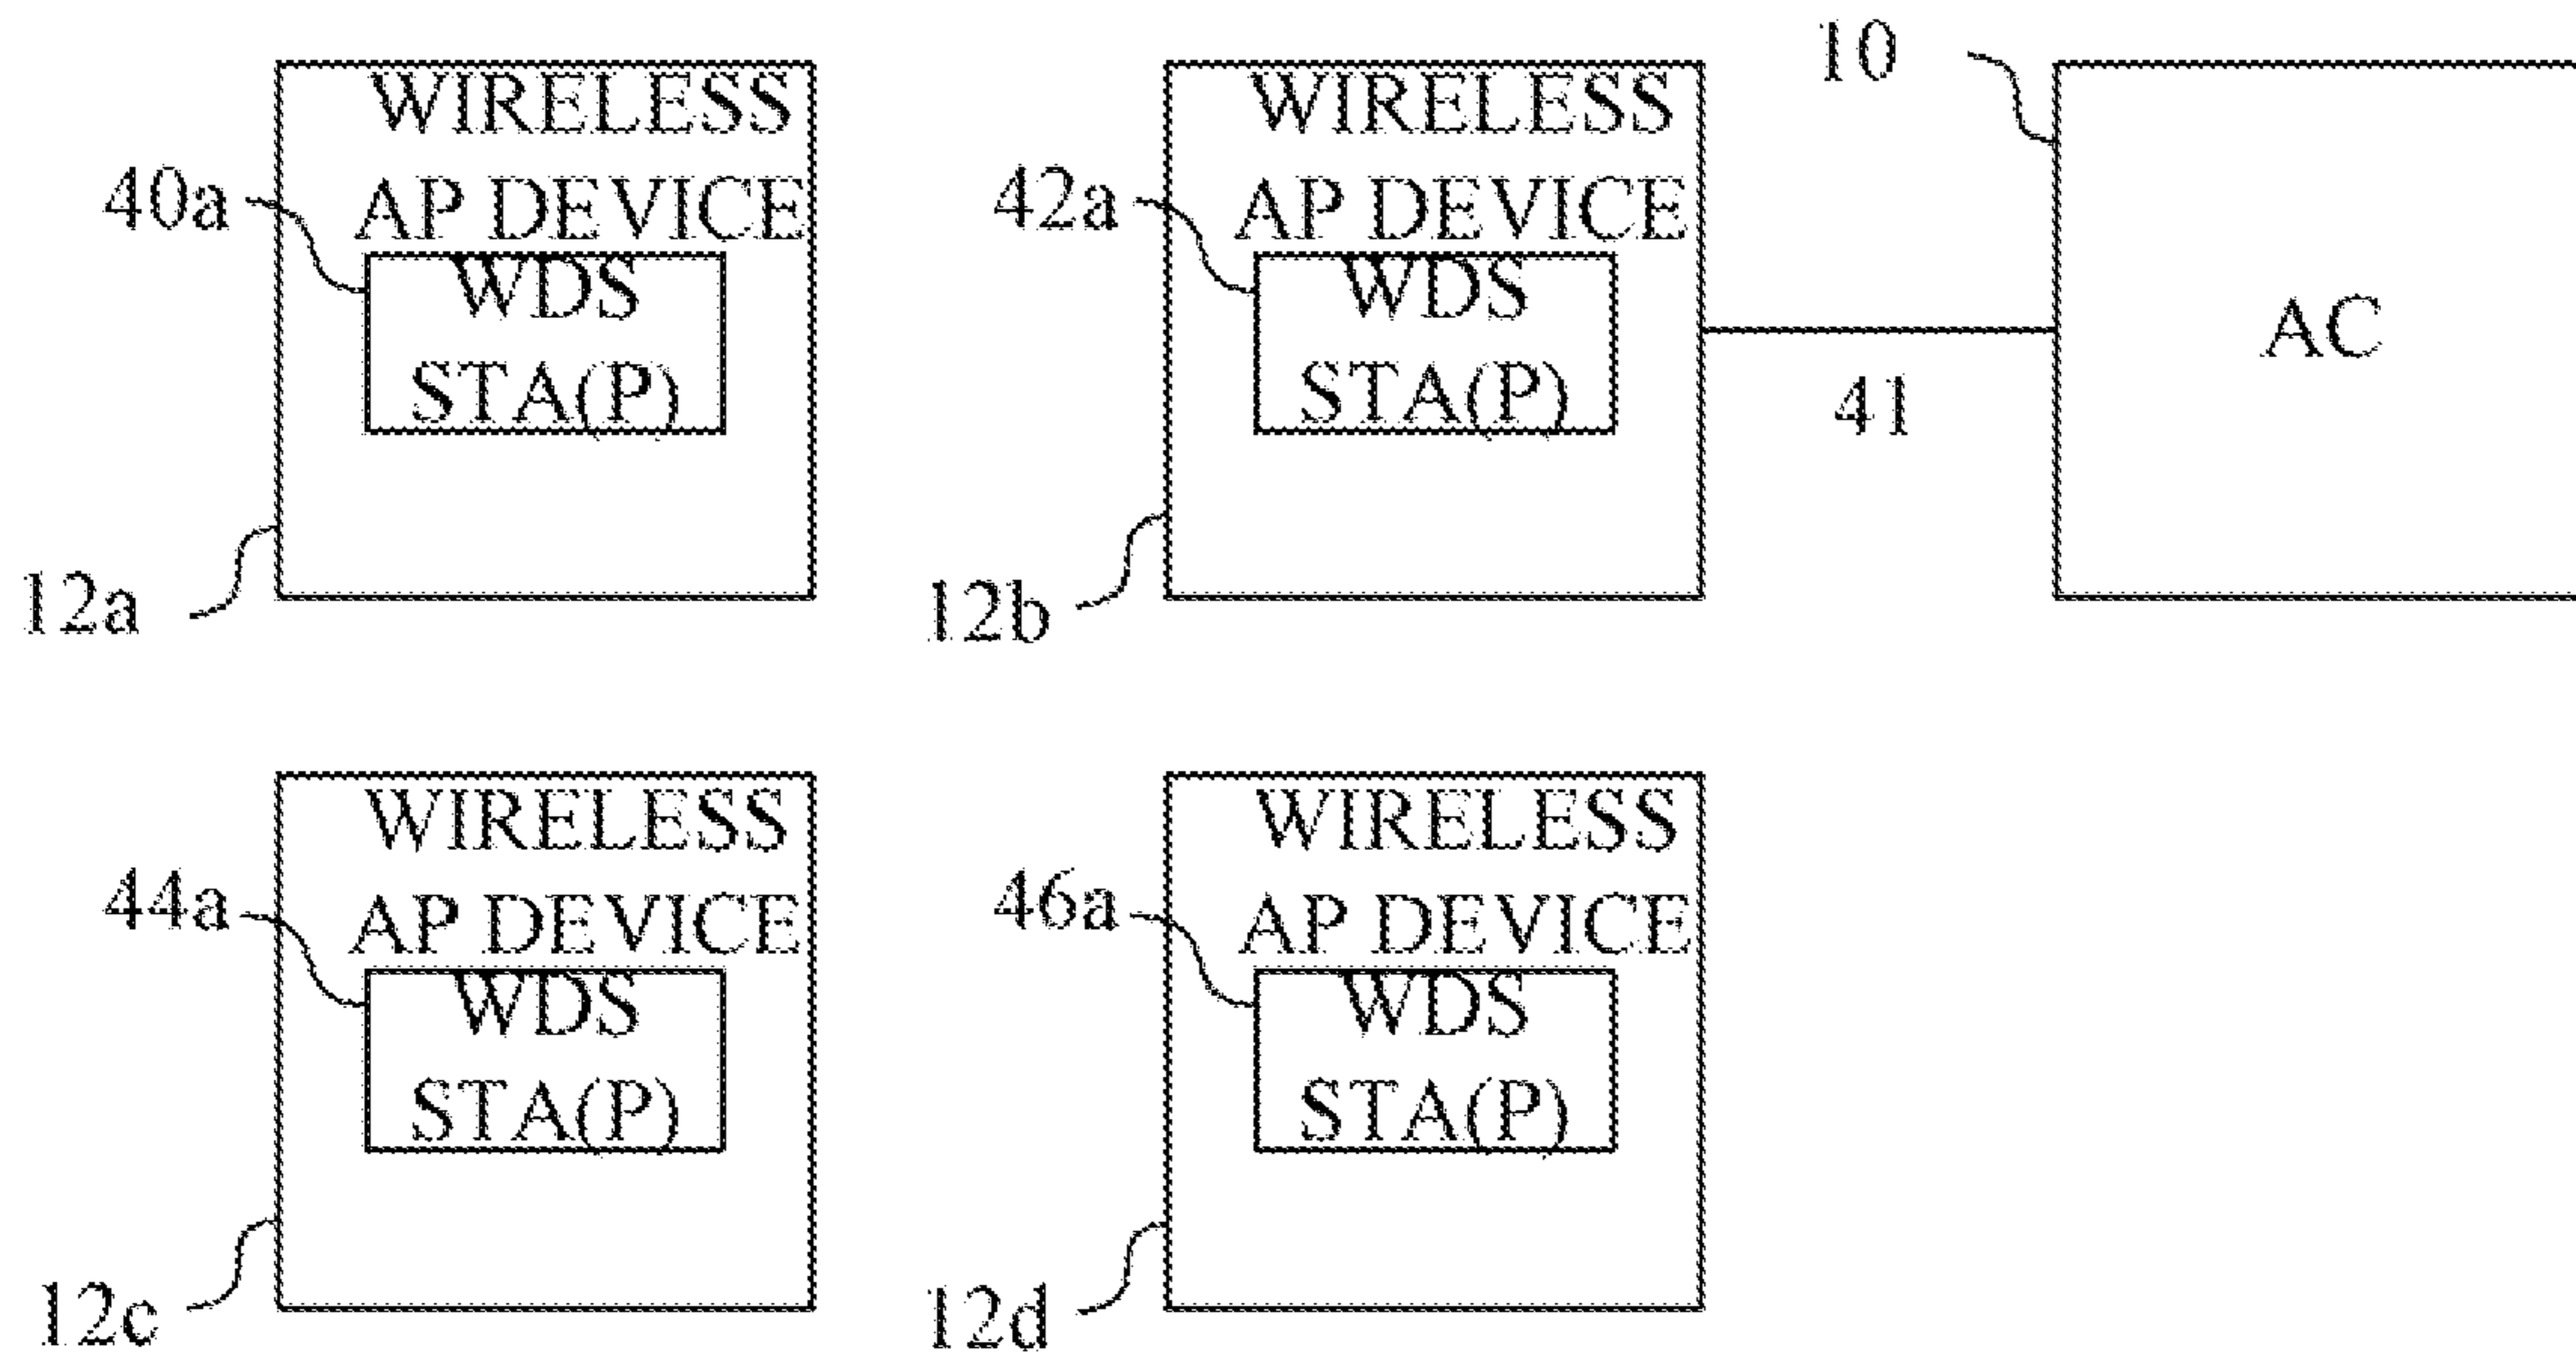 10
WIRELESS
AP DEVICE
40a
WDS
STA(P)
12a
WIRELESS
AP DEVICE
42a
WDS
STA(P)
12b
41
AC
WIRELESS
AP DEVICE
44a
WDS
STA(P)
12c
WIRELESS
AP DEVICE
46a
WDS
STA(P)
12d